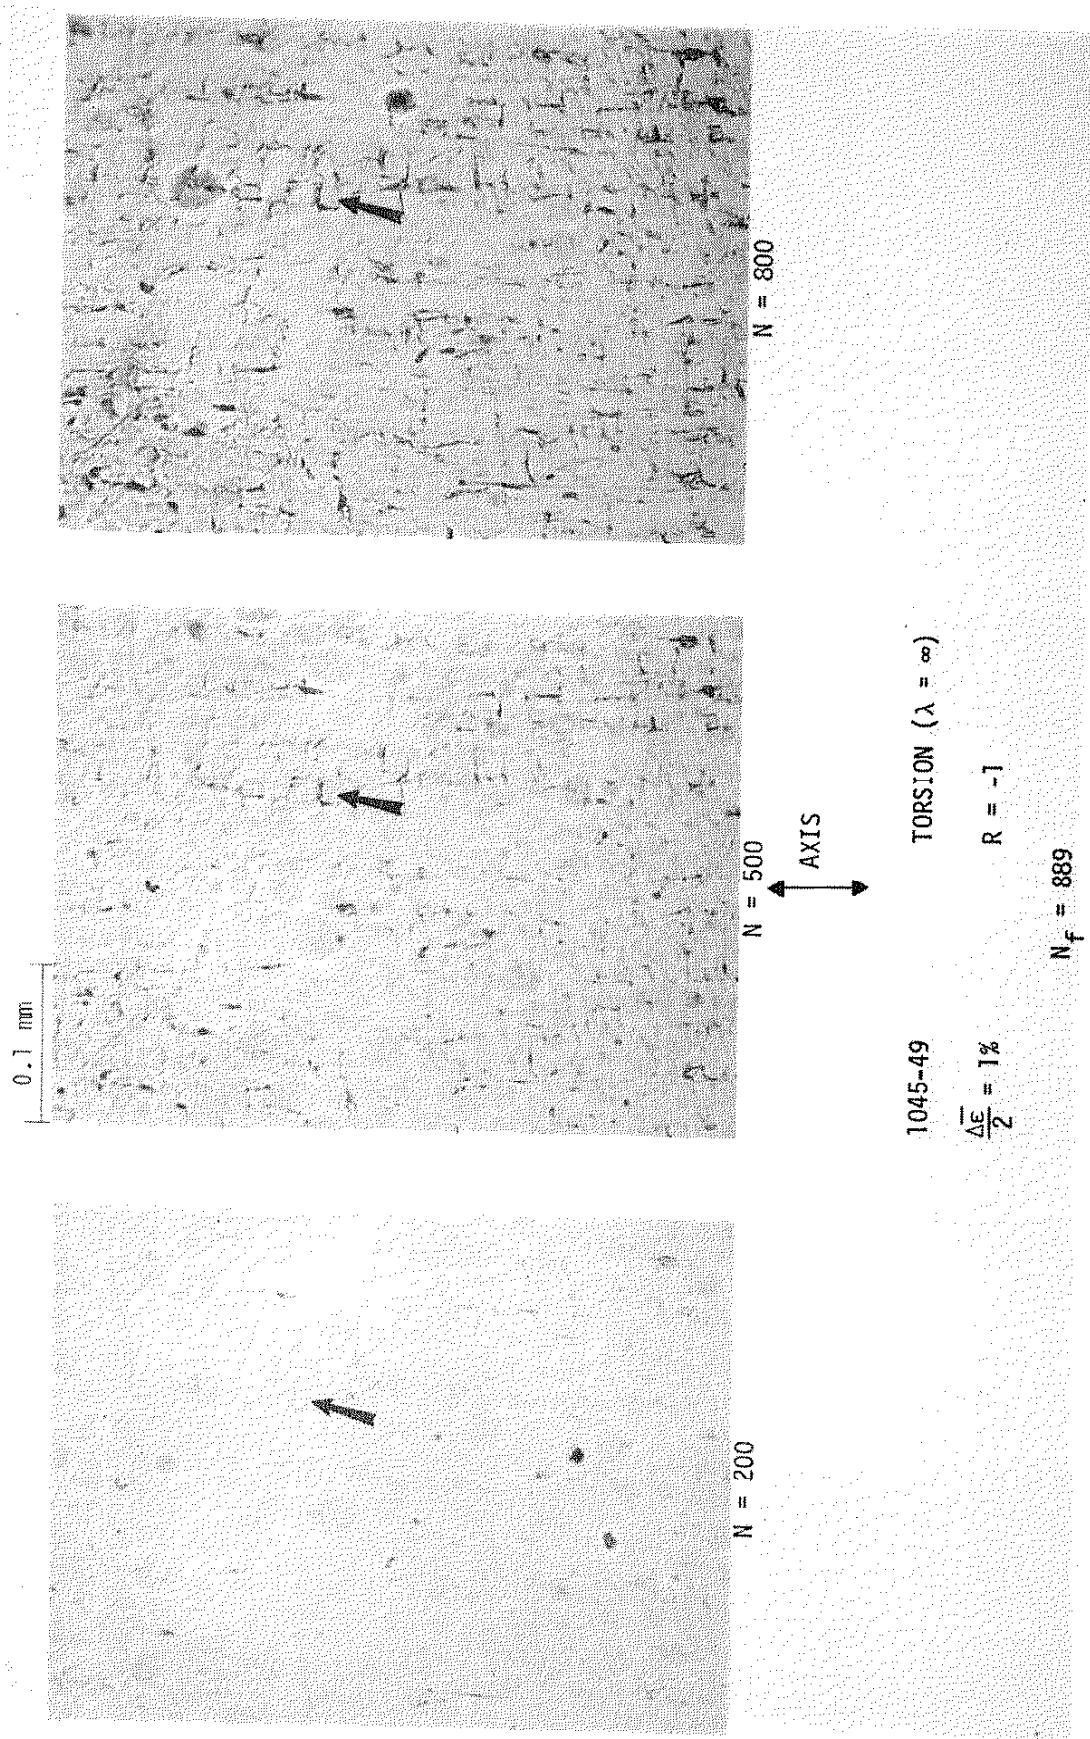 0.1 mm
N = 200
N = 500
N = 800
AXIS
1045-49
TORSION (λ = ∞)
Δε̅/2 = 1%
R = -1
N_f = 889